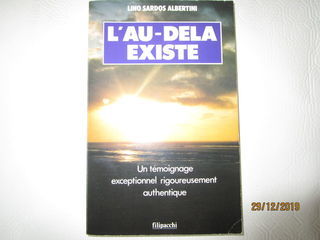 LINO SARDOS ALBERTINI
L'AU-DELA
EXISTE
Un témoignage
exceptionnel rigoureusement
authentique
filipacchi
29/12/2019